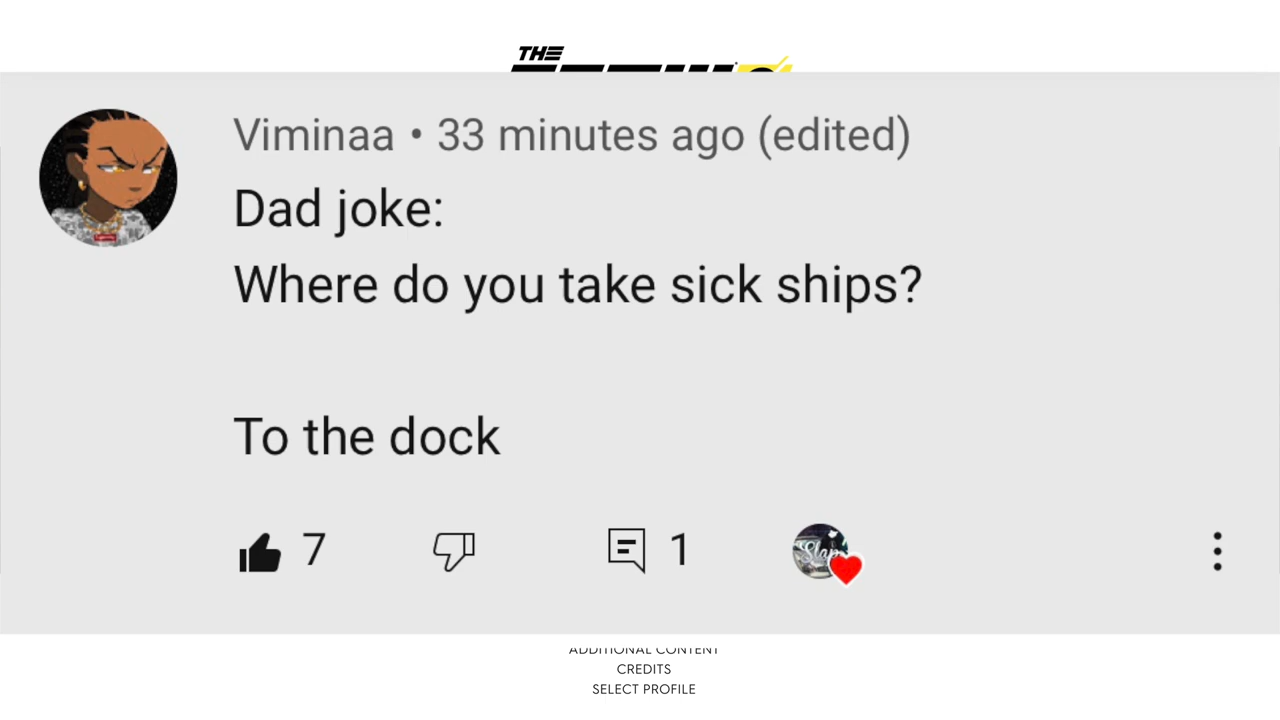 THE
Viminaa • 33 minutes ago (edited)
Dad joke:
Where do you take sick ships?
To the dock
7 1
Slap
ADDITIONAL CONTENT
CREDITS
SELECT PROFILE